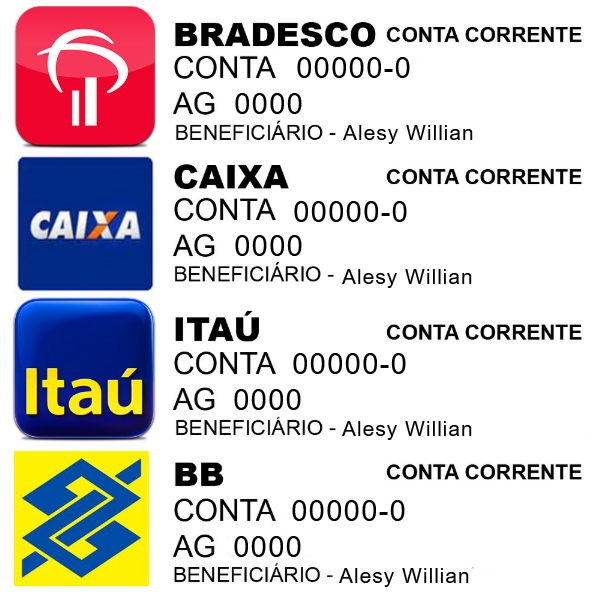 BRADESCO CONTA CORRENTE
CONTA 00000-0
AG 0000
BENEFICIÁRIO - Alesy Willian
CAIXA
CAIXA CONTA CORRENTE
CONTA 00000-0
AG 0000
BENEFICIÁRIO - Alesy Willian
Itaú
ITAÚ CONTA CORRENTE
CONTA 00000-0
AG 0000
BENEFICIÁRIO - Alesy Willian
BB CONTA CORRENTE
CONTA 00000-0
AG 0000
BENEFICIÁRIO - Alesy Willian